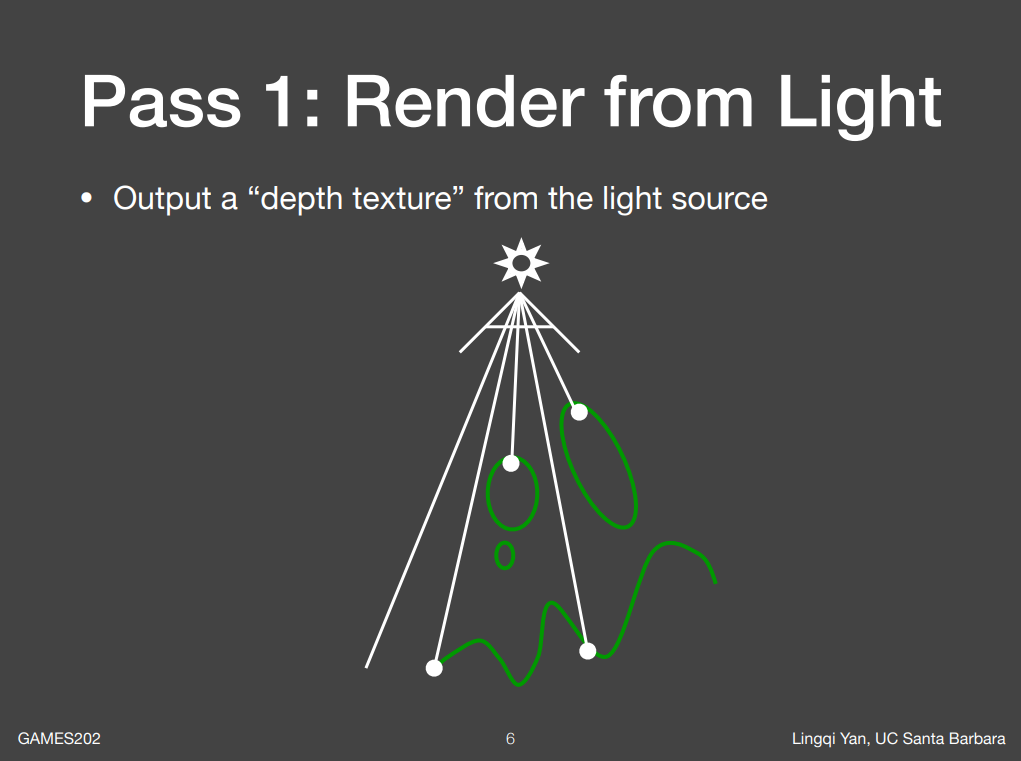 Pass 1: Render from Light
• Output a “depth texture” from the light source
GAMES202
6
Lingqi Yan, UC Santa Barbara